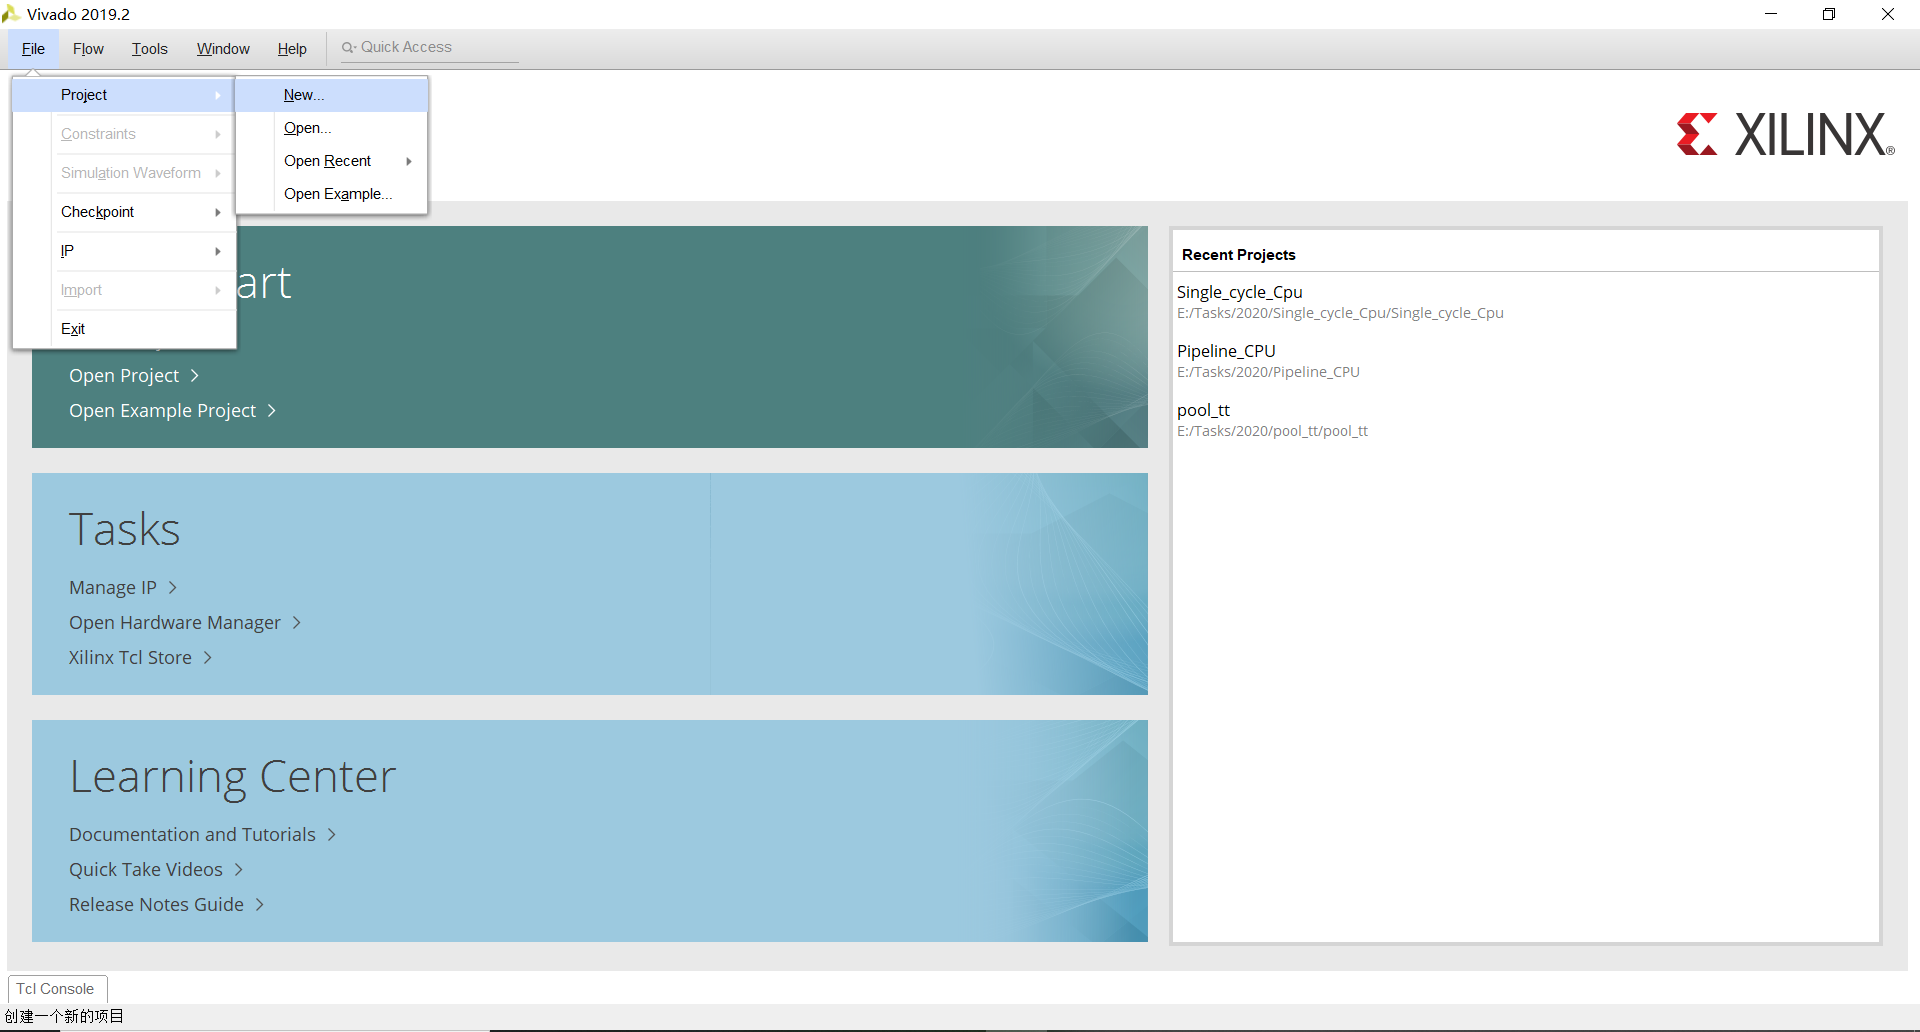 Vivado 2019.2
File Flow Tools Window Help Quick Access
Project
Constraints
Simulation Waveform
Checkpoint
IP
Import
Exit
New...
Open...
Open Recent
Open Example...
XILINX®
art
Open Project
Open Example Project
Tasks
Manage IP
Open Hardware Manager
Xilinx Tcl Store
Learning Center
Documentation and Tutorials
Quick Take Videos
Release Notes Guide
Recent Projects
Single_cycle_Cpu
E:/Tasks/2020/Single_cycle_Cpu/Single_cycle_Cpu
Pipeline_CPU
E:/Tasks/2020/Pipeline_CPU
pool_tt
E:/Tasks/2020/pool_tt/pool_tt
Tcl Console
创建一个新的项目